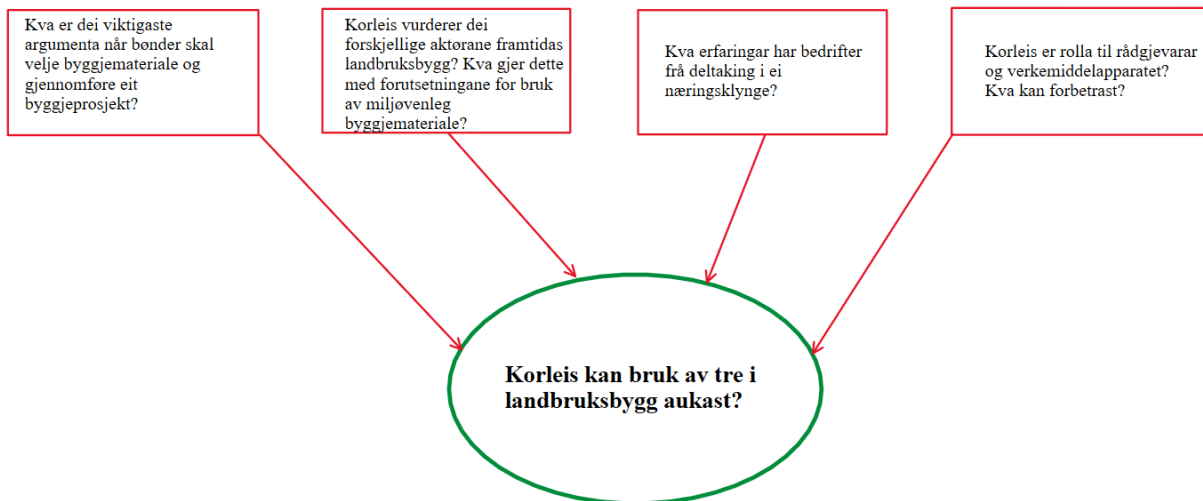 Kva er dei viktigaste
argumenta når bønder skal
velje byggjemateriale og
gjennomføre eit
byggjeprosjekt?
Korleis vurderer dei
forskjellige aktørane framtidas
landbruksbygg? Kva gjer dette
med forutsetningane for bruk
av miljøvenleg
byggjemateriale?
Kva erfaringar har bedrifter
frå deltaking i ei
næringsklynge?
Korleis er rolla til rådgjevarar
og verkemiddelapparatet?
Kva kan forbetrast?
Korleis kan bruk av tre i
landbruksbygg aukast?